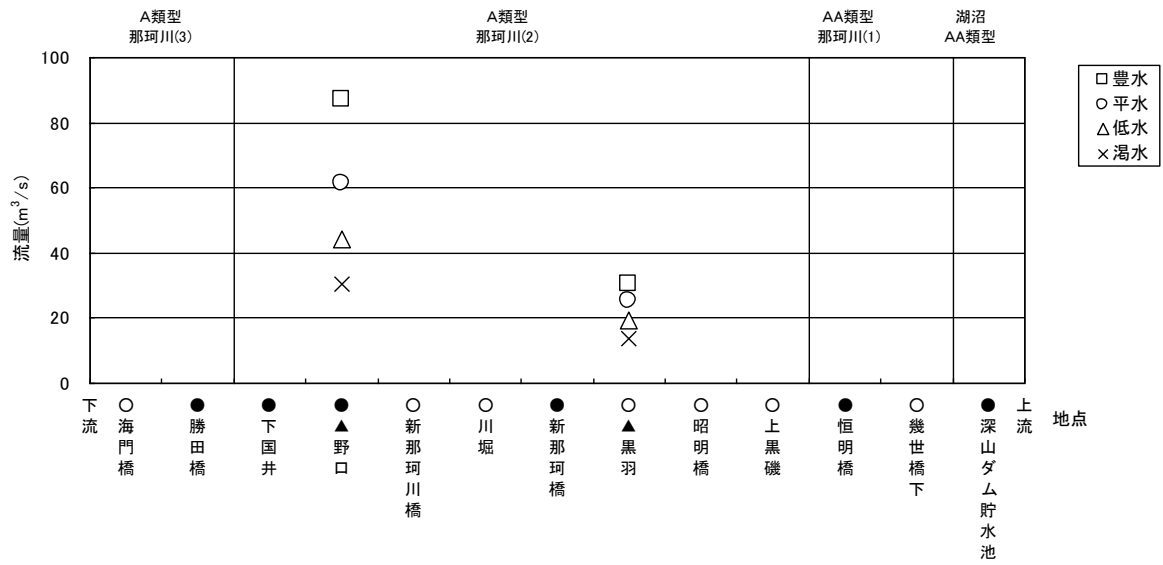 A類型
那珂川(3)
A類型
那珂川(2)
AA類型
那珂川(1)
湖沼
AA類型
流量(m³/s)
100
80
60
40
20
0
□豊水
○平水
△低水
×渇水
下流
○海門橋
●勝田橋
●下国井
●▲野口
○新那珂川橋
○川堀
●新那珂橋
○▲黒羽
○昭明橋
○上黒磯
●恒明橋
○幾世橋下
●深山ダム貯水池
上流
地点